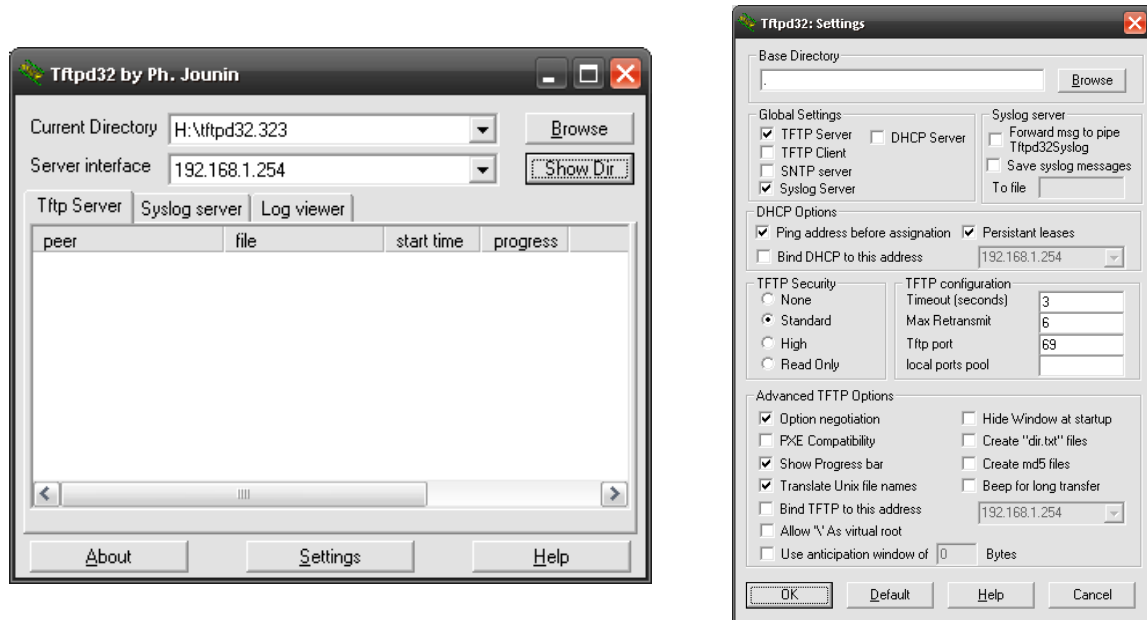 Tftpd32 by Ph. Jounin
Current Directory H:\tftpd32.323 Browse
Server interface 192.168.1.254 Show Dir
Tftp Server Syslog server Log viewer
peer file start time progress
About Settings Help
Tftpd32: Settings
Base Directory
. Browse
Global Settings
TFTP Server DHCP Server
TFTP Client
SNTP server
Syslog Server
Syslog server
Forward msg to pipe
Tftpd32Syslog
Save syslog messages
To file
DHCP Options
Ping address before assignation Persistant leases
Bind DHCP to this address 192.168.1.254
TFTP Security
None
Standard
High
Read Only
TFTP configuration
Timeout (seconds) 3
Max Retransmit 6
Tftp port 69
local ports pool
Advanced TFTP Options
Option negotiation Hide Window at startup
PXE Compatibility Create "dir.txt" files
Show Progress bar Create md5 files
Translate Unix file names Beep for long transfer
Bind TFTP to this address 192.168.1.254
Allow '\' As virtual root
Use anticipation window of 0 Bytes
OK Default Help Cancel